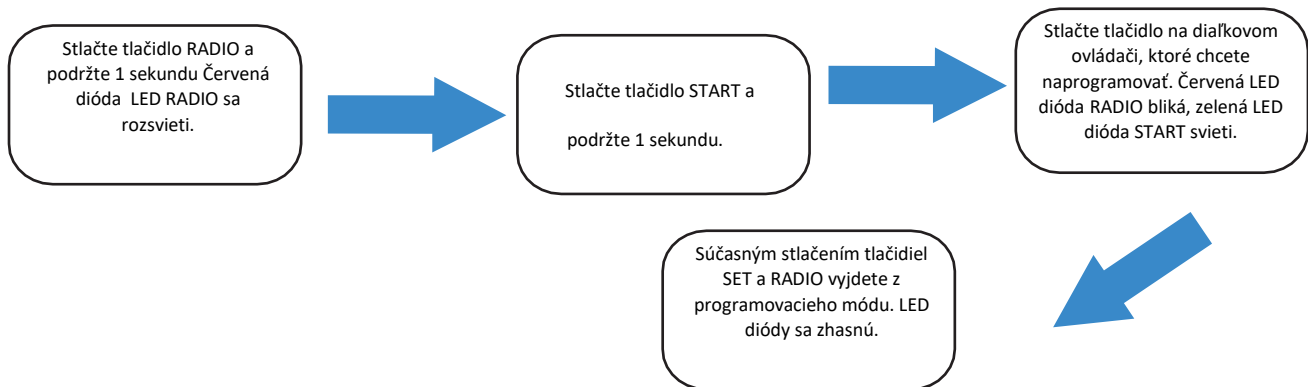 Stlačte tlačidlo RADIO a
podržte 1 sekundu Červená
dióda LED RADIO sa
rozsvieti.
Stlačte tlačidlo START a
podržte 1 sekundu.
Stlačte tlačidlo na diaľkovom
ovládači, ktoré chcete
naprogramovať. Červená LED
dióda RADIO bliká, zelená LED
dióda START svieti.
Súčasným stlačením tlačidiel
SET a RADIO vyjdete z
programovacieho módu. LED
diódy sa zhasnú.